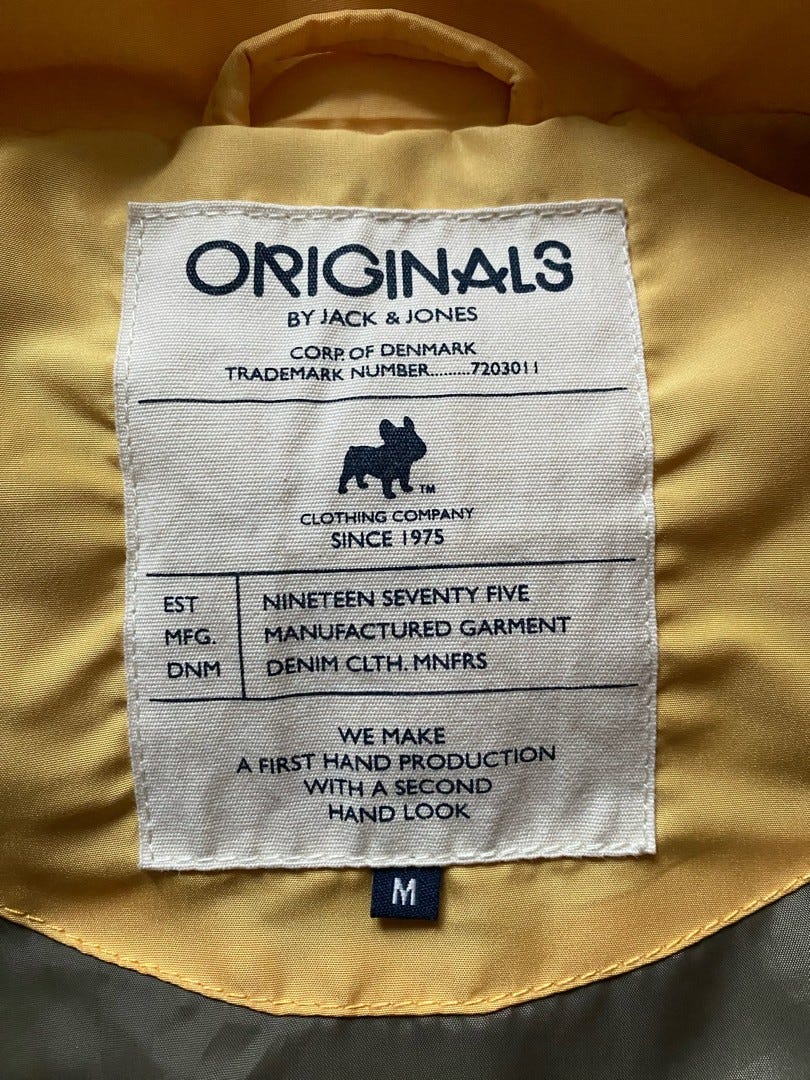 ORIGINALS
BY JACK & JONES
CORP. OF DENMARK
TRADEMARK NUMBER.........7203011
TM
CLOTHING COMPANY
SINCE 1975
EST NINETEEN SEVENTY FIVE
MFG. MANUFACTURED GARMENT
DNM DENIM CLTH. MNFRS
WE MAKE
A FIRST HAND PRODUCTION
WITH A SECOND
HAND LOOK
M